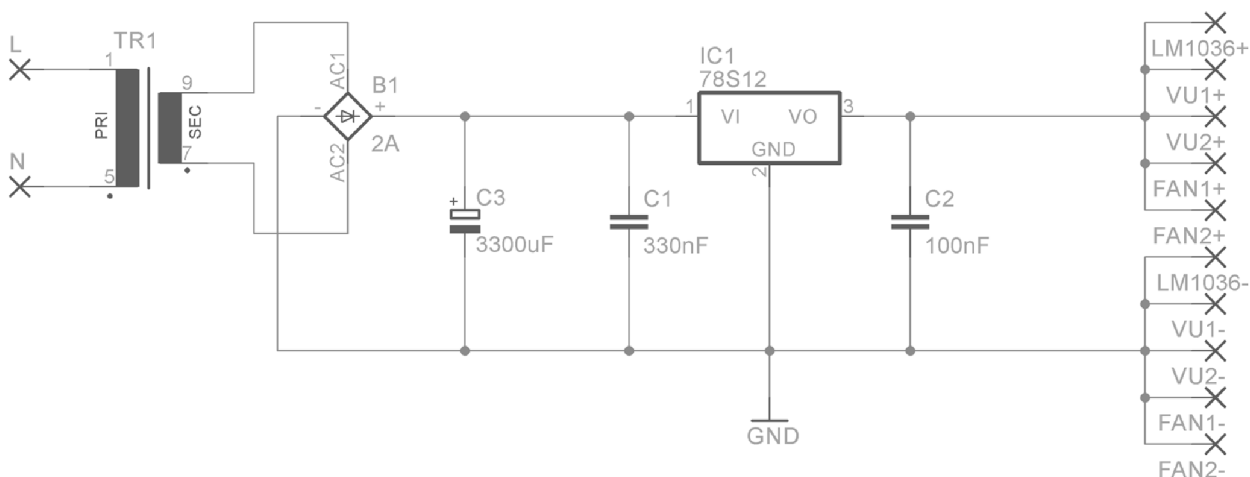 L
TR1
1
9
PRI
SEC
N
5
7
AC1
B1
-
+
2A
AC2
+
C3
3300uF
C1
330nF
IC1
78S12
1
VI
VO
3
GND
2
C2
100nF
GND
LM1036+
VU1+
VU2+
FAN1+
FAN2+
LM1036-
VU1-
VU2-
FAN1-
FAN2-